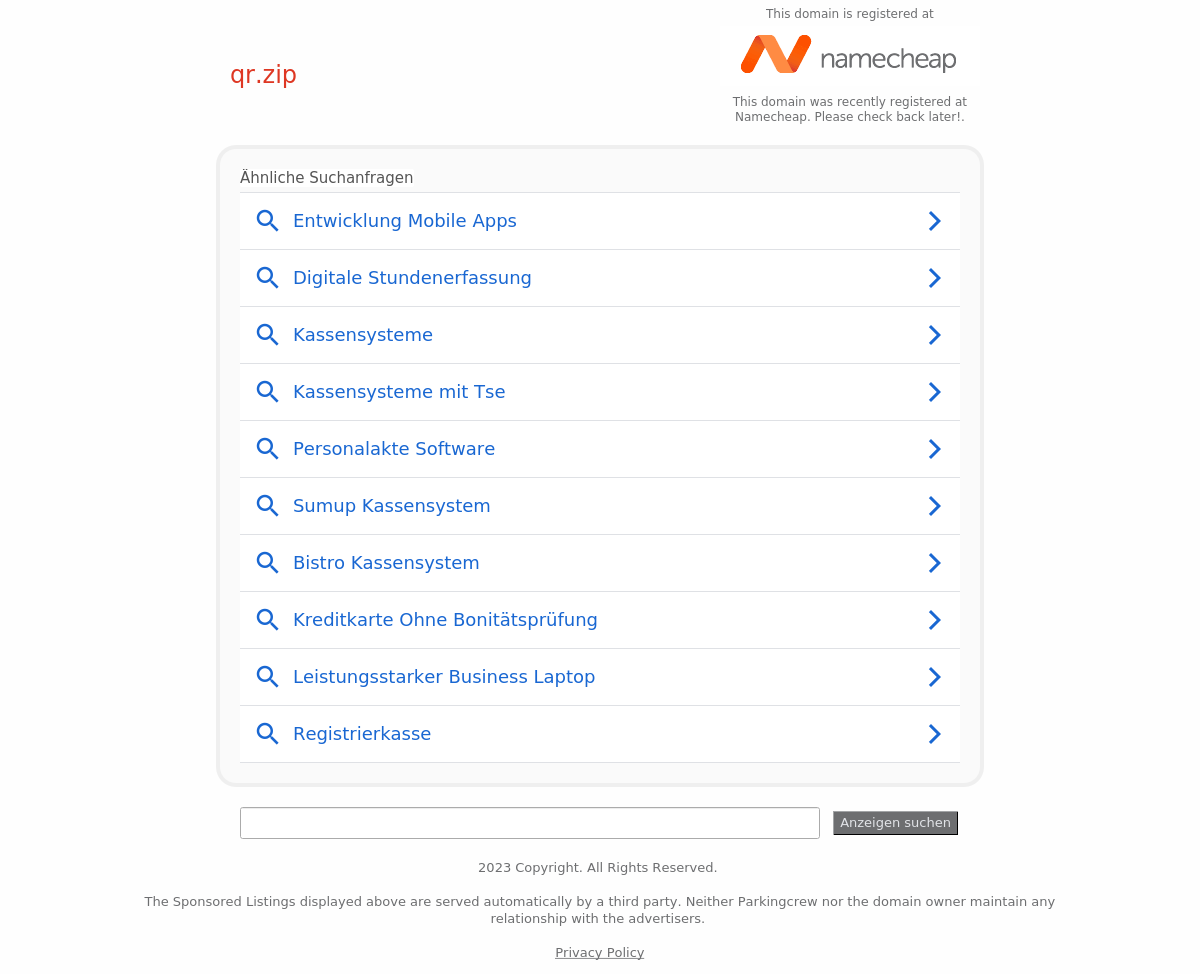 This domain is registered at
namecheap
qr.zip
This domain was recently registered at
Namecheap. Please check back later!.
Ähnliche Suchanfragen
Entwicklung Mobile Apps
Digitale Stundenerfassung
Kassensysteme
Kassensysteme mit Tse
Personalakte Software
Sumup Kassensystem
Bistro Kassensystem
Kreditkarte Ohne Bonitätsprüfung
Leistungsstarker Business Laptop
Registrierkasse
Anzeigen suchen
2023 Copyright. All Rights Reserved.
The Sponsored Listings displayed above are served automatically by a third party. Neither Parkingcrew nor the domain owner maintain any
relationship with the advertisers.
Privacy Policy